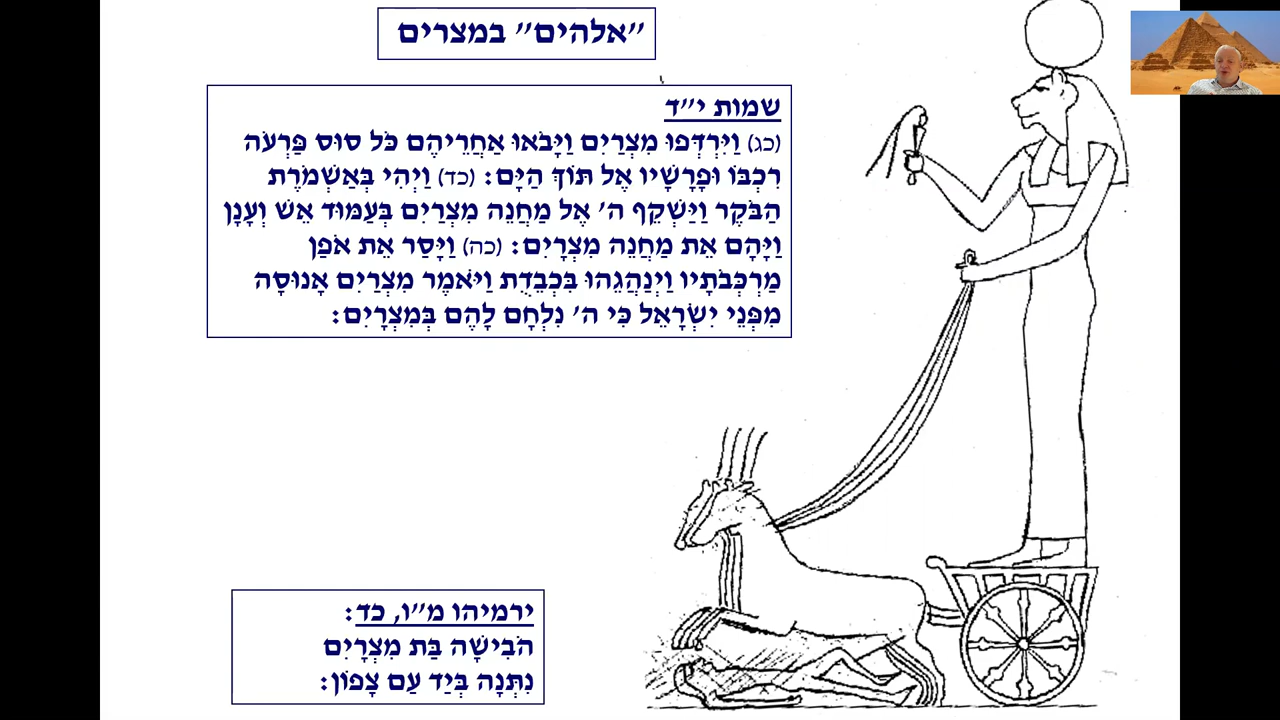 "אלהים" במצרים
שמות י"ד
(כג) וַיִּרְדְּפוּ מִצְרַיִם וַיָּבֹאוּ אַחֲרֵיהֶם כֹּל סוּס פַּרְעֹה
רִכְבּוֹ וּפָרָשָׁיו אֶל תּוֹךְ הַיָּם: (כד) וַיְהִי בְּאַשְׁמֹרֶת
הַבֹּקֶר וַיַּשְׁקֵף ה' אֶל מַחֲנֵה מִצְרַיִם בְּעַמּוּד אֵשׁ וְעָנָן
וַיָּהָם אֵת מַחֲנֵה מִצְרָיִם: (כה) וַיָּסַר אֵת אֹפַן
מַרְכְּבֹתָיו וַיְנַהֲגֵהוּ בִּכְבֵדֻת וַיֹּאמֶר מִצְרַיִם אָנוּסָה
מִפְּנֵי יִשְׂרָאֵל כִּי ה' נִלְחָם לָהֶם בְּמִצְרָיִם:
ירמיהו מ"ו, כד:
הֹבִישָׁה בַּת מִצְרָיִם
נִתְּנָה בְּיַד עַם צָפוֹן: